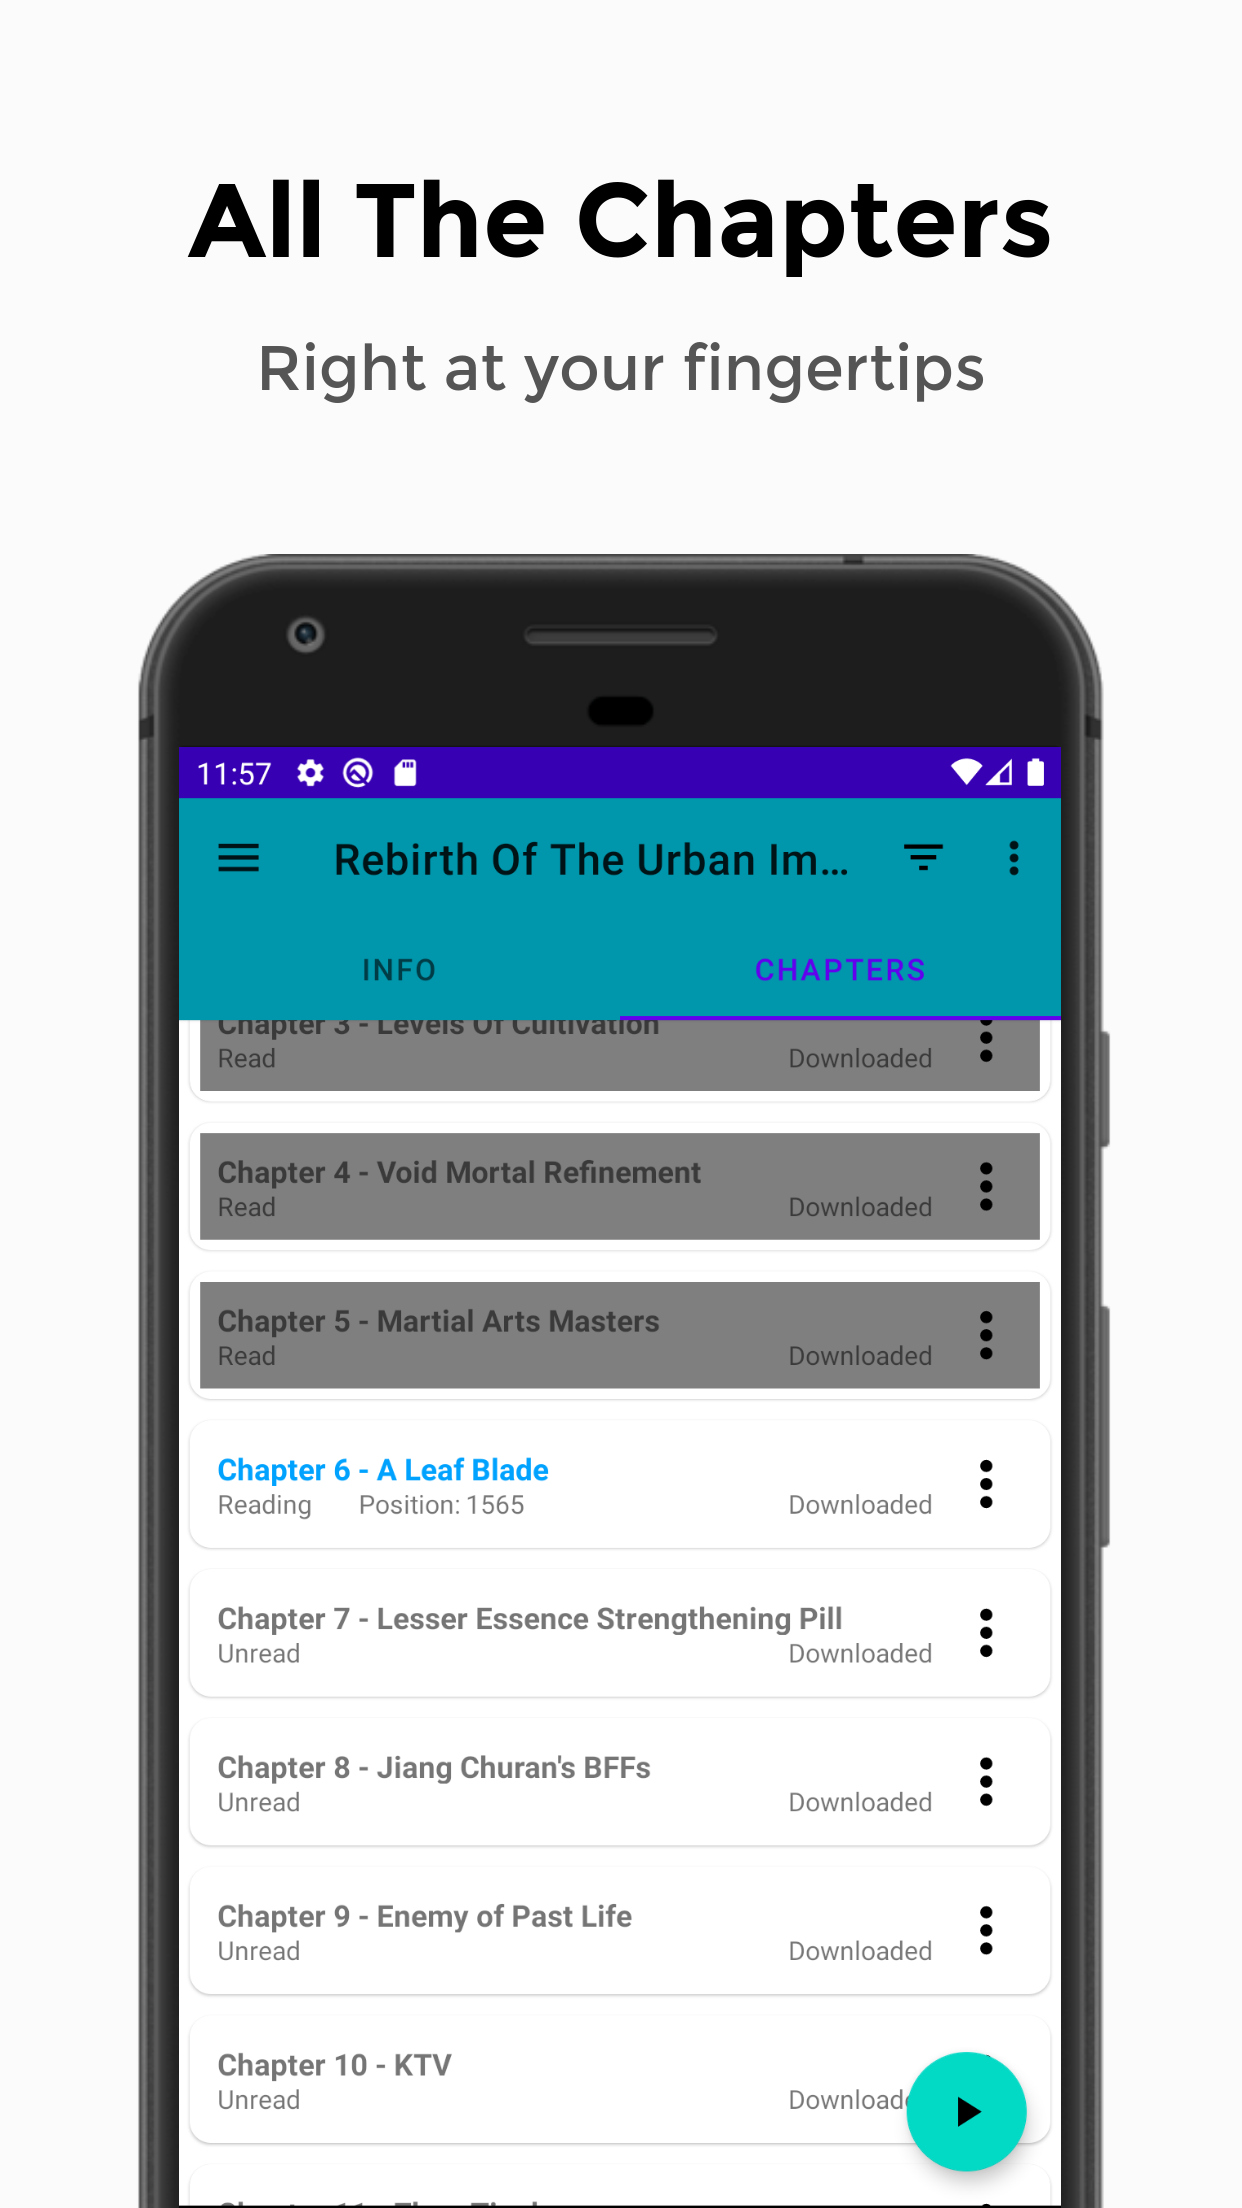 All The Chapters
Right at your fingertips
11:57
Rebirth Of The Urban Im...
INFO
CHAPTERS
Chapter 3 - Levels Of Cultivation
Read
Downloaded
Chapter 4 - Void Mortal Refinement
Read
Downloaded
Chapter 5 - Martial Arts Masters
Read
Downloaded
Chapter 6 - A Leaf Blade
Reading Position: 1565
Downloaded
Chapter 7 - Lesser Essence Strengthening Pill
Unread
Downloaded
Chapter 8 - Jiang Churan's BFFs
Unread
Downloaded
Chapter 9 - Enemy of Past Life
Unread
Downloaded
Chapter 10 - KTV
Unread
Downloade
Chapter 11 -